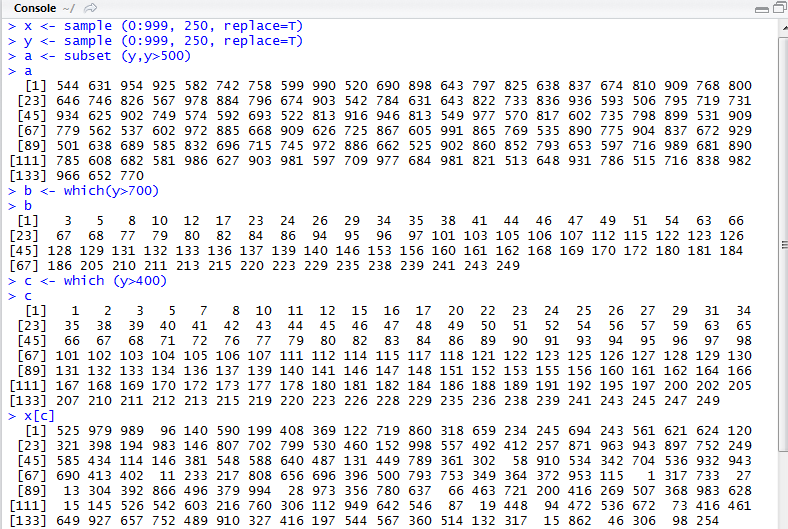 Console ~/
> x <- sample (0:999, 250, replace=T)
> y <- sample (0:999, 250, replace=T)
> a <- subset (y,y>500)
> a
[1] 544 631 954 925 582 742 758 599 990 520 690 898 643 797 825 638 837 674 810 909 768 800
[23] 646 746 826 567 978 884 796 674 903 542 784 631 643 822 733 836 936 593 506 795 719 731
[45] 934 625 902 749 574 592 693 522 813 916 946 813 549 977 570 817 602 735 798 899 531 909
[67] 779 562 537 602 972 885 668 909 626 725 867 605 991 865 769 535 890 775 904 837 672 929
[89] 501 638 689 585 832 696 715 745 972 886 662 525 902 860 852 793 653 597 716 989 681 890
[111] 785 608 682 581 986 627 903 981 597 709 977 684 981 821 513 648 931 786 515 716 838 982
[133] 966 652 770
> b <- which(y>700)
> b
[1] 3 5 8 10 12 17 23 24 26 29 34 35 38 41 44 46 47 49 51 54 63 66
[23] 67 68 77 79 80 82 84 86 94 95 96 97 101 103 105 106 107 112 115 122 123 126
[45] 128 129 131 132 133 136 137 139 140 146 153 156 160 161 162 168 169 170 172 180 181 184
[67] 186 205 210 211 213 215 220 223 229 235 238 239 241 243 249
> c <- which (y>400)
> c
[1] 1 2 3 5 7 8 10 11 12 15 16 17 20 22 23 24 25 26 27 29 31 34
[23] 35 38 39 40 41 42 43 44 45 46 47 48 49 50 51 52 54 56 57 59 63 65
[45] 66 67 68 71 72 76 77 79 80 82 83 84 86 89 90 91 93 94 95 96 97 98
[67] 101 102 103 104 105 106 107 111 112 114 115 117 118 121 122 123 125 126 127 128 129 130
[89] 131 132 133 134 136 137 139 140 141 146 147 148 151 152 153 155 156 160 161 162 164 166
[111] 167 168 169 170 172 173 177 178 180 181 182 184 186 188 189 191 192 195 197 200 202 205
[133] 207 210 211 212 213 215 219 220 223 226 228 229 235 236 238 239 241 243 245 247 249
> x[c]
[1] 525 979 989 96 140 590 199 408 369 122 719 860 318 659 234 245 694 243 561 621 624 120
[23] 321 398 194 983 146 807 702 799 530 460 152 998 557 492 412 257 871 963 943 897 752 249
[45] 585 434 114 146 381 548 588 640 487 131 449 789 361 302 58 910 534 342 704 536 932 943
[67] 690 413 402 11 233 217 808 656 696 396 500 793 753 349 364 372 953 115 1 317 733 27
[89] 13 304 392 866 496 379 994 28 973 356 780 637 66 463 721 200 416 269 507 368 983 628
[111] 15 145 526 542 603 216 760 306 112 949 642 546 87 19 448 94 472 536 672 73 416 461
[133] 649 927 657 752 489 910 327 416 197 544 567 360 514 132 317 15 862 46 306 98 254